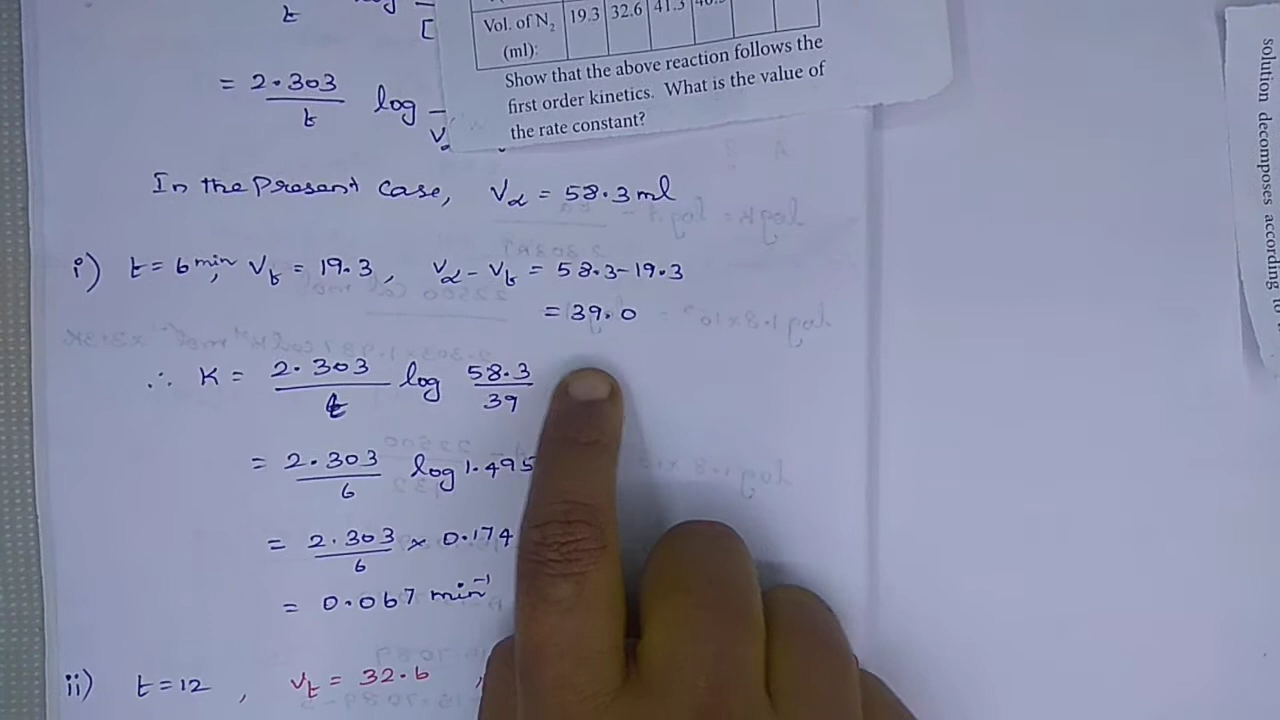 t
[
Vol. of N₂ 19.3 32.6 41.3
(ml):
Show that the above reaction follows the
first order kinetics. What is the value of
the rate constant?
= 2.303/t log
V
In the Present Case, Vα = 58.3 ml
i) t = 6 min, Vt = 19.3, Vα - Vt = 58.3-19.3
= 39.0
∴ K = 2.303/t log 58.3/39
= 2.303/6 log 1.495
= 2.303/6 × 0.174
= 0.067 min⁻¹
ii) t = 12, Vt = 32.6,
solution decomposes according to